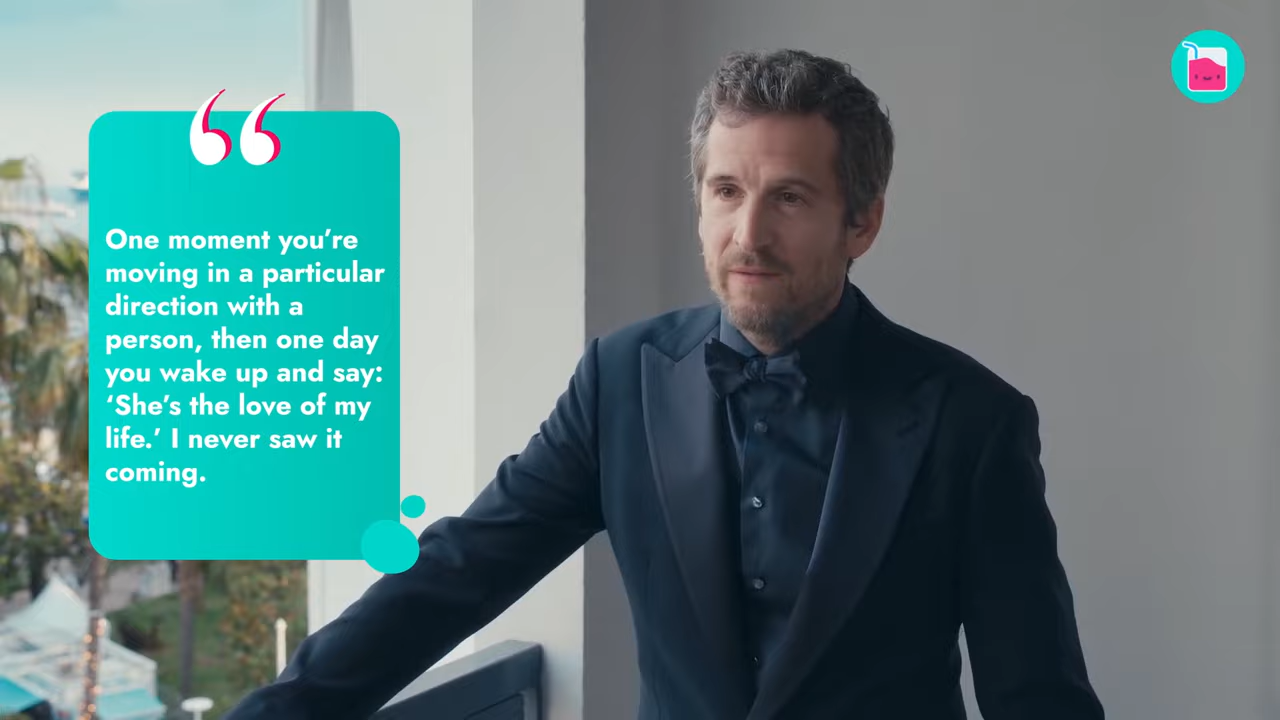 One moment you’re
moving in a particular
direction with a
person, then one day
you wake up and say:
‘She’s the love of my
life.’ I never saw it
coming.